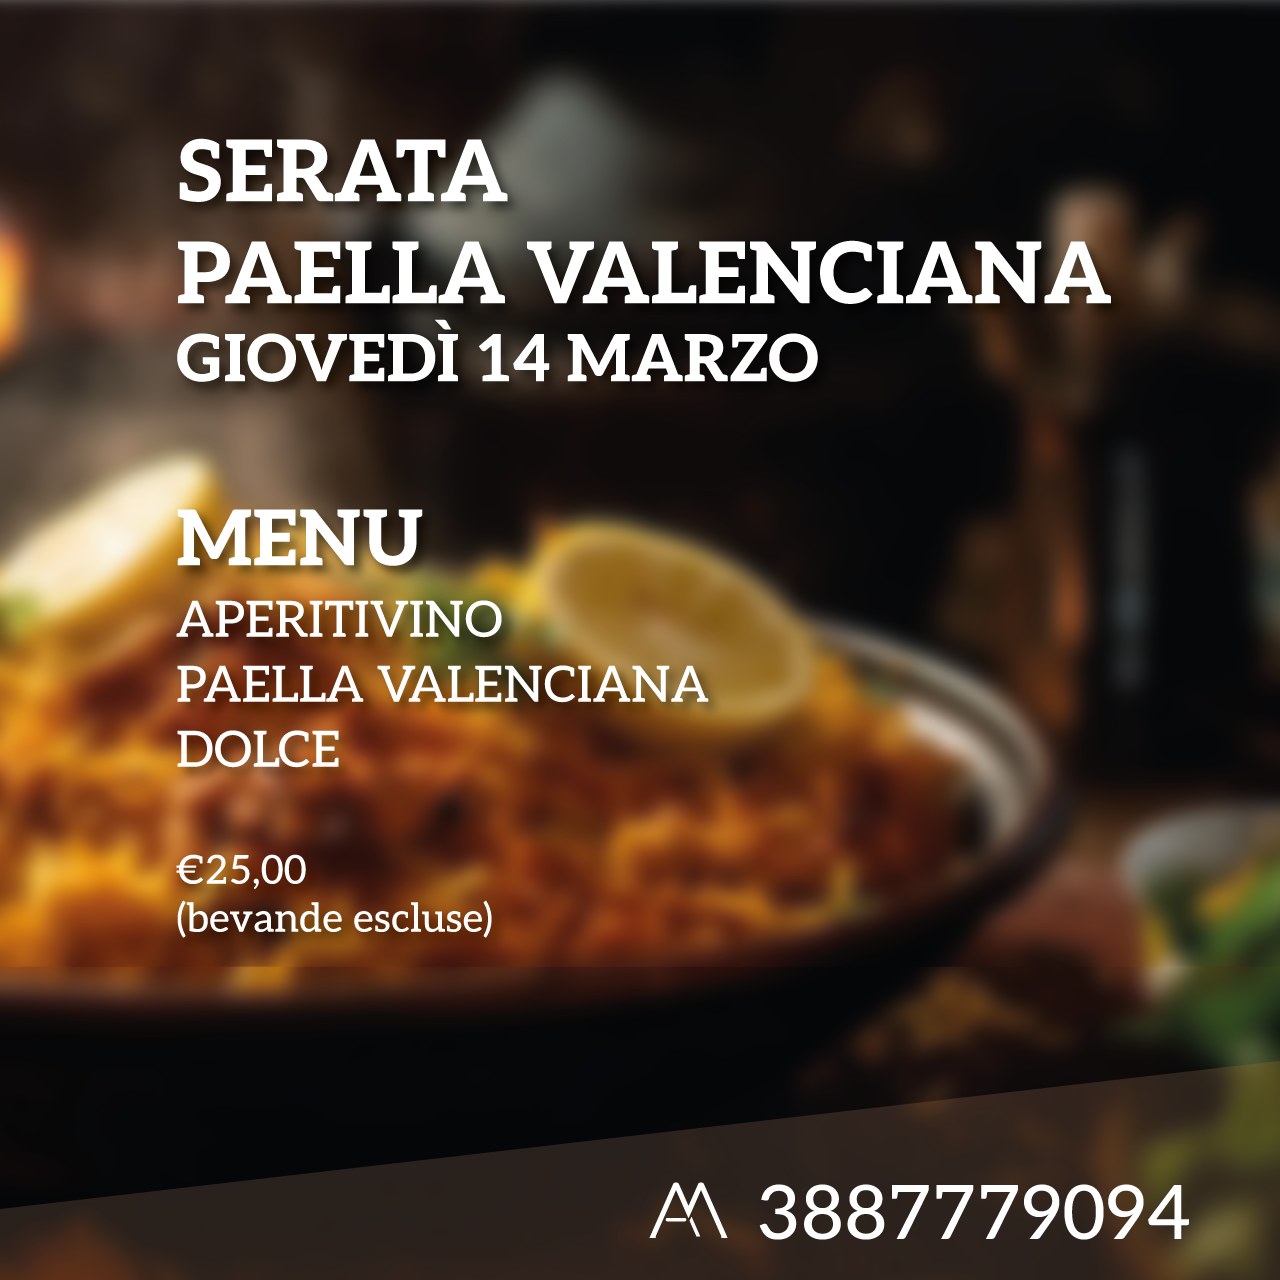 SERATA
PAELLA VALENCIANA
GIOVEDÌ 14 MARZO
MENU
APERITIVINO
PAELLA VALENCIANA
DOLCE
€25,00
(bevande escluse)
3887779094